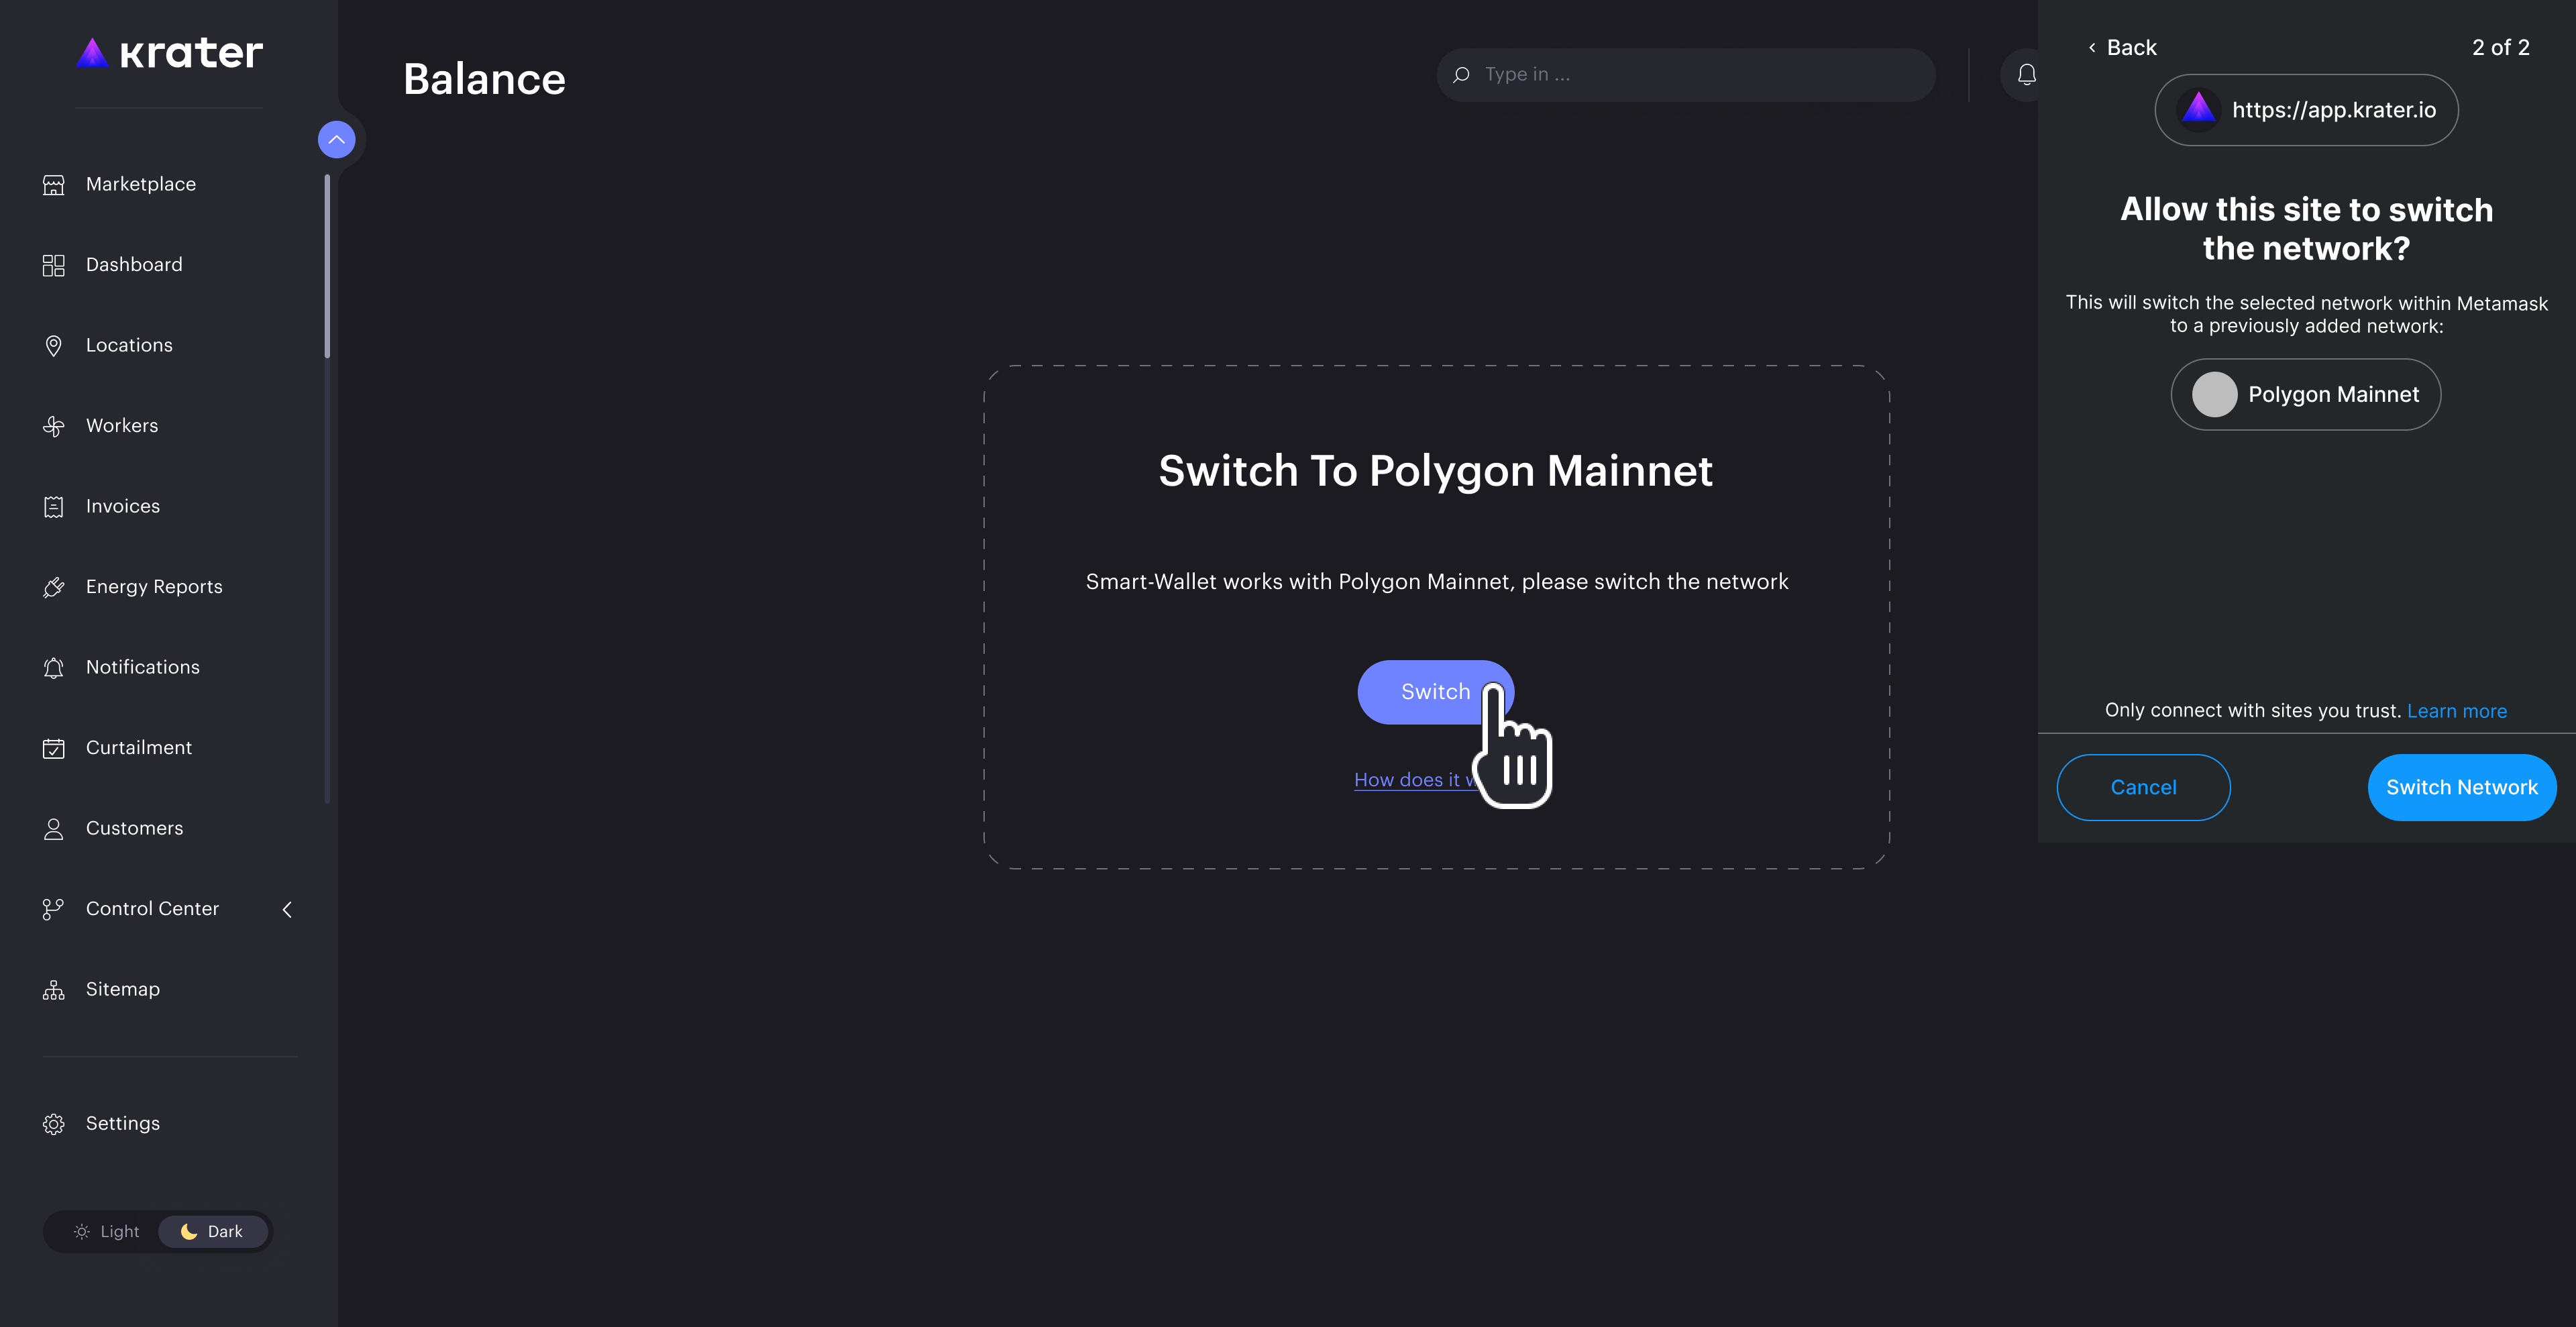 krater
Marketplace
Dashboard
Locations
Workers
Invoices
Energy Reports
Notifications
Curtailment
Customers
Control Center
Sitemap
Settings
Light
Dark
Balance
Type in ...
Switch To Polygon Mainnet
Smart-Wallet works with Polygon Mainnet, please switch the network
Switch
How does it
Back
2 of 2
https://app.krater.io
Allow this site to switch
the network?
This will switch the selected network within Metamask
to a previously added network:
Polygon Mainnet
Only connect with sites you trust. Learn more
Cancel
Switch Network